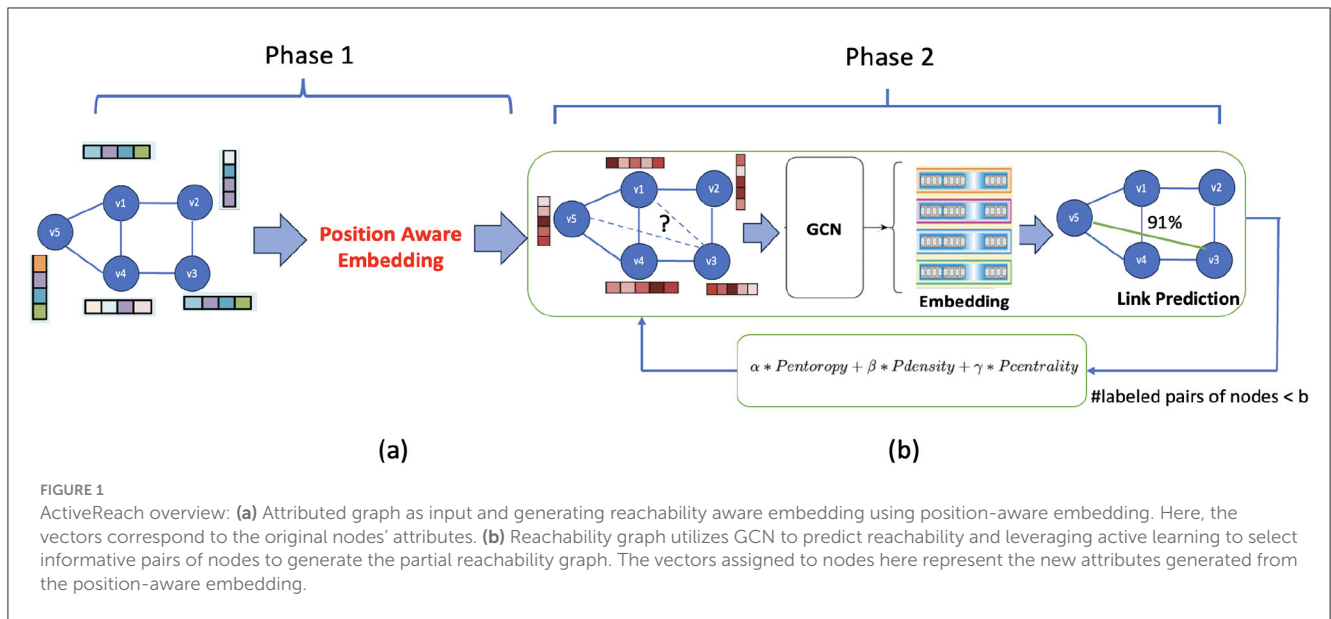 Phase 1
Phase 2
v1
v2
v5
v4
v3
Position Aware
Embedding
v1
v2
v5
?
v4
v3
GCN
Embedding
v1
v2
v5
91%
v4
v3
Link Prediction
α ∗ Pentoropy + β ∗ Pdensity + γ ∗ Pcentrality
#labeled pairs of nodes < b
(a)
(b)
FIGURE 1
ActiveReach overview: (a) Attributed graph as input and generating reachability aware embedding using position-aware embedding. Here, the
vectors correspond to the original nodes' attributes. (b) Reachability graph utilizes GCN to predict reachability and leveraging active learning to select
informative pairs of nodes to generate the partial reachability graph. The vectors assigned to nodes here represent the new attributes generated from
the position-aware embedding.